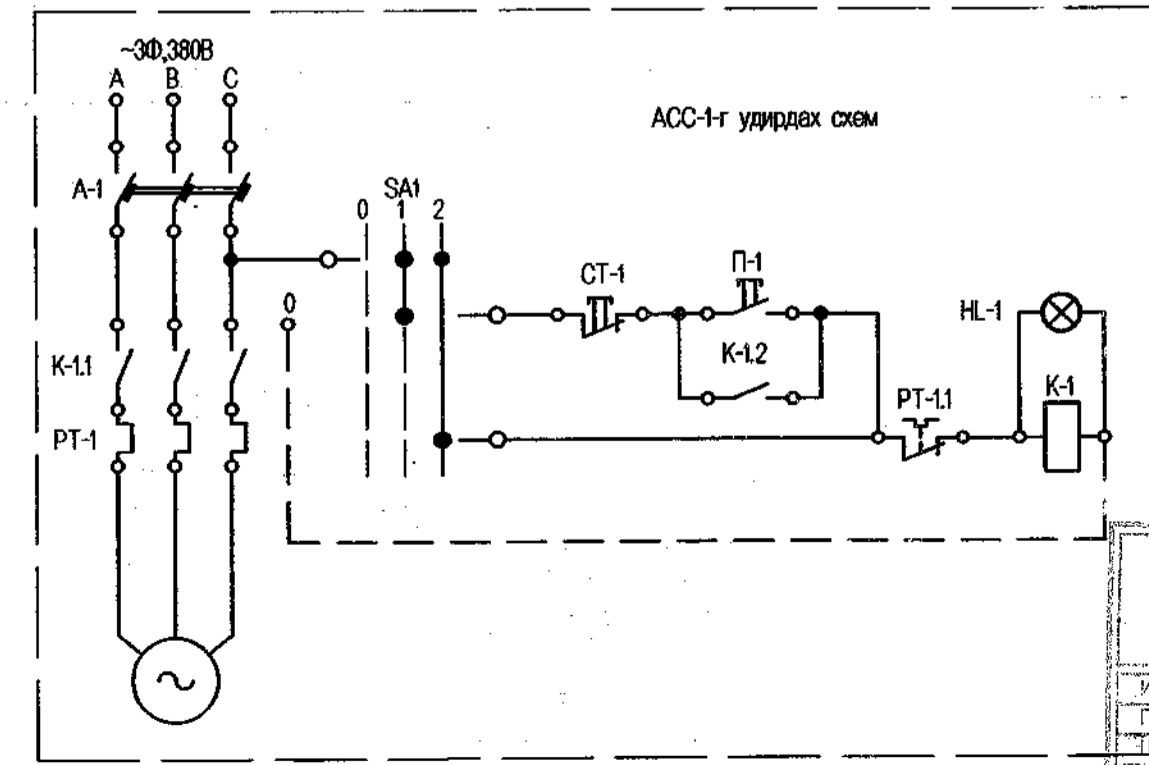 ~3Ф,380В
A B C
АСС-1-г удирдах схем
А-1
SA1
0 1 2
СТ-1
П-1
HL-1
0
К-1.1
К-1.2
РТ-1.1
К-1
РТ-1